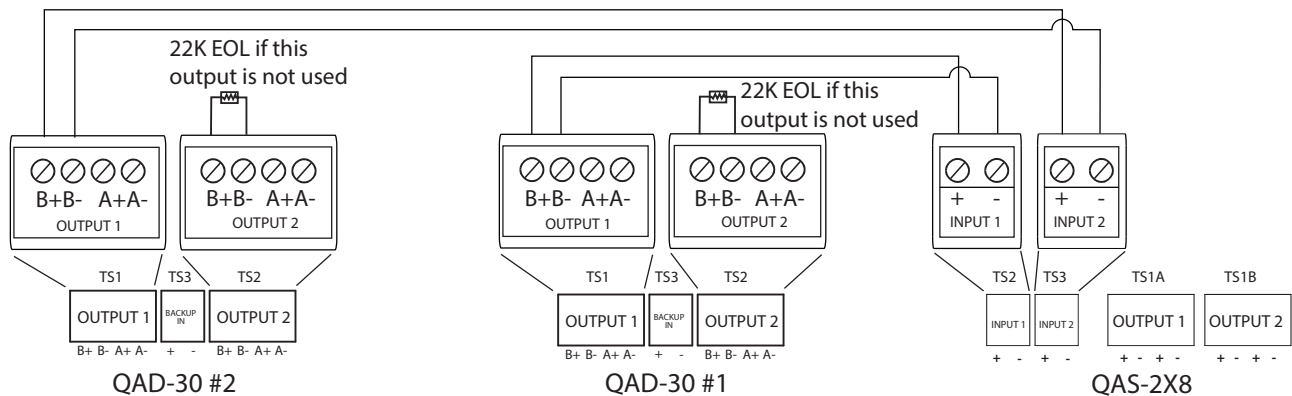 22K EOL if this
output is not used
22K EOL if this
output is not used
B+B- A+A-
OUTPUT 1
B+B- A+A-
OUTPUT 2
B+B- A+A-
OUTPUT 1
B+B- A+A-
OUTPUT 2
+ -
INPUT 1
+ -
INPUT 2
TS1 TS3 TS2
OUTPUT 1
BACKUP
IN
OUTPUT 2
B+ B- A+ A- + - B+ B- A+ A-
QAD-30 #2
TS1 TS3 TS2
OUTPUT 1
BACKUP
IN
OUTPUT 2
B+ B- A+ A- + - B+ B- A+ A-
QAD-30 #1
TS2 TS3 TS1A TS1B
INPUT 1
INPUT 2
OUTPUT 1
OUTPUT 2
+ - + - + - + - + - + -
QAS-2X8